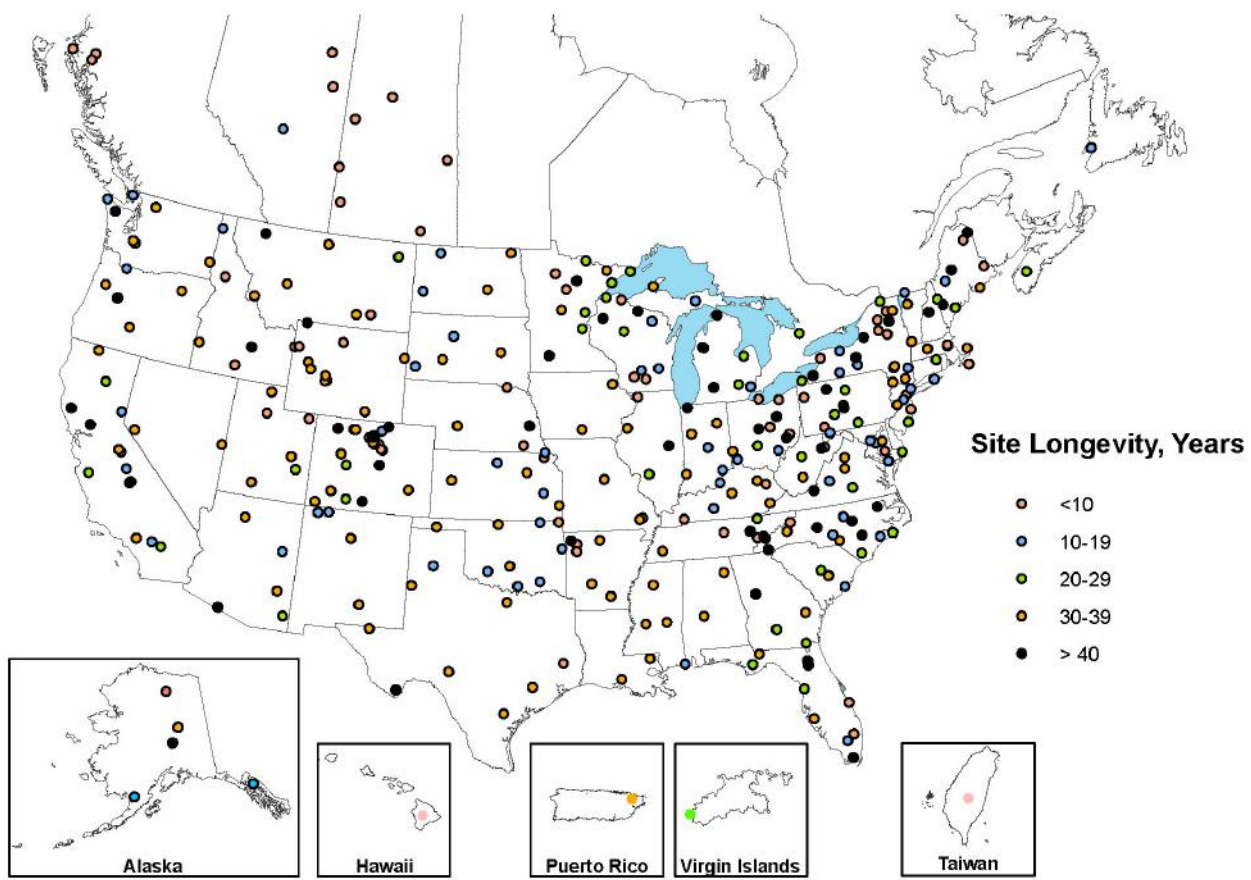 Site Longevity, Years
<10
10-19
20-29
30-39
> 40
Alaska
Hawaii
Puerto Rico
Virgin Islands
Taiwan